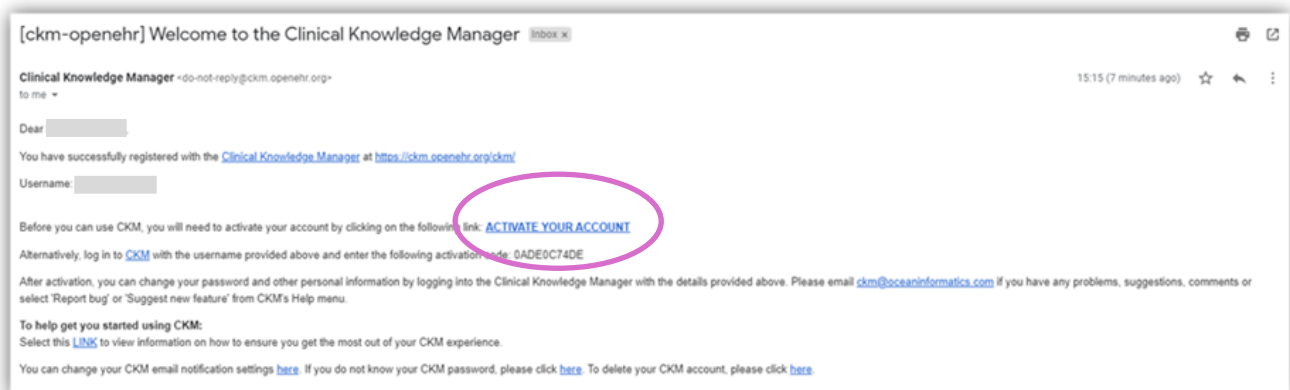 [ckm-openehr] Welcome to the Clinical Knowledge Manager Inbox x
Clinical Knowledge Manager <do-not-reply@ckm.openehr.org> 15:15 (7 minutes ago)
to me
Dear ,
You have successfully registered with the Clinical Knowledge Manager at https://ckm.openehr.org/ckm/
Username:
Before you can use CKM, you will need to activate your account by clicking on the following link: ACTIVATE YOUR ACCOUNT
Alternatively, log in to CKM with the username provided above and enter the following activation code: 0ADE0C74DE
After activation, you can change your password and other personal information by logging into the Clinical Knowledge Manager with the details provided above. Please email ckm@oceaninformatics.com if you have any problems, suggestions, comments or
select 'Report bug' or 'Suggest new feature' from CKM's Help menu.
To help get you started using CKM:
Select this LINK to view information on how to ensure you get the most out of your CKM experience.
You can change your CKM email notification settings here. If you do not know your CKM password, please click here. To delete your CKM account, please click here.